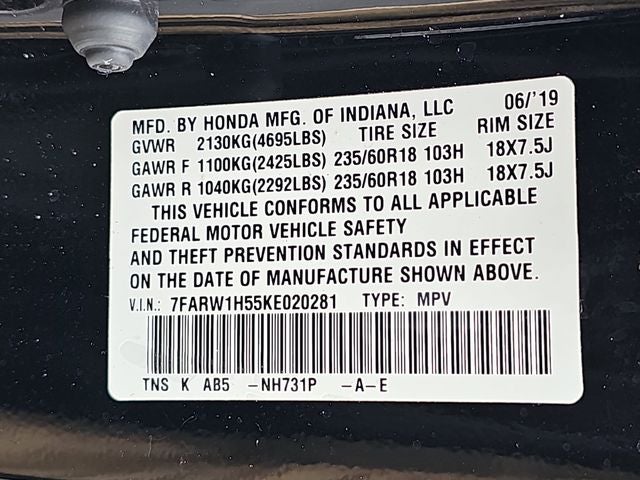 MFD. BY HONDA MFG. OF INDIANA, LLC 06/'19
GVWR 2130KG(4695LBS) TIRE SIZE RIM SIZE
GAWR F 1100KG(2425LBS) 235/60R18 103H 18X7.5J
GAWR R 1040KG(2292LBS) 235/60R18 103H 18X7.5J
THIS VEHICLE CONFORMS TO ALL APPLICABLE
FEDERAL MOTOR VEHICLE SAFETY
AND THEFT PREVENTION STANDARDS IN EFFECT
ON THE DATE OF MANUFACTURE SHOWN ABOVE.
V.I.N.: 7FARW1H55KE020281 TYPE: MPV
TNS K AB5 -NH731P -A-E